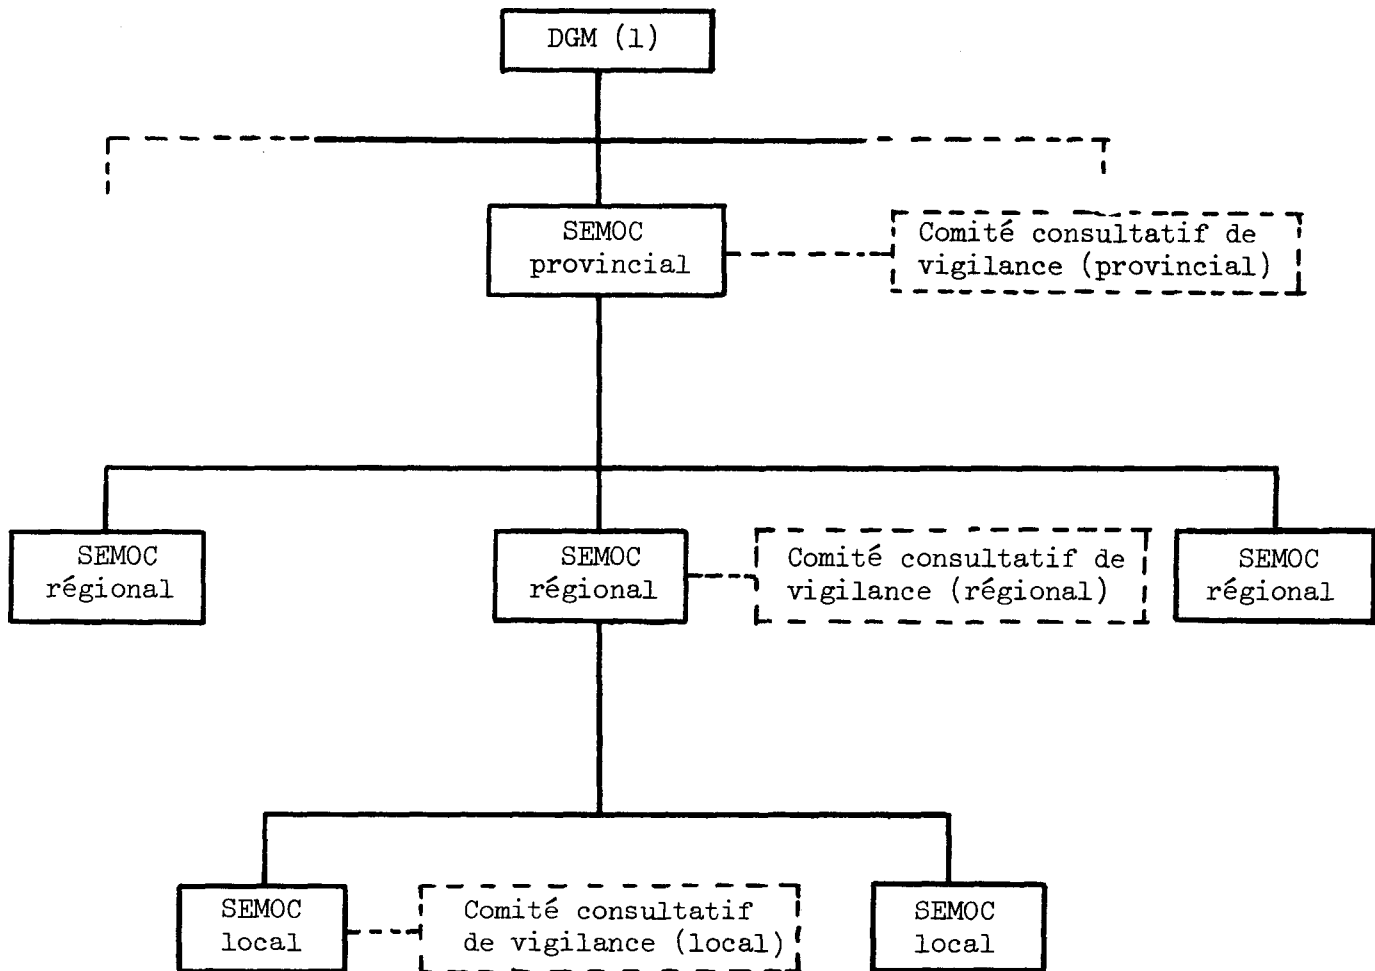 DGM (1)
SEMOC
provincial
Comité consultatif de
vigilance (provincial)
SEMOC
régional
SEMOC
régional
Comité consultatif de
vigilance (régional)
SEMOC
régional
SEMOC
local
Comité consultatif
de vigilance (local)
SEMOC
local